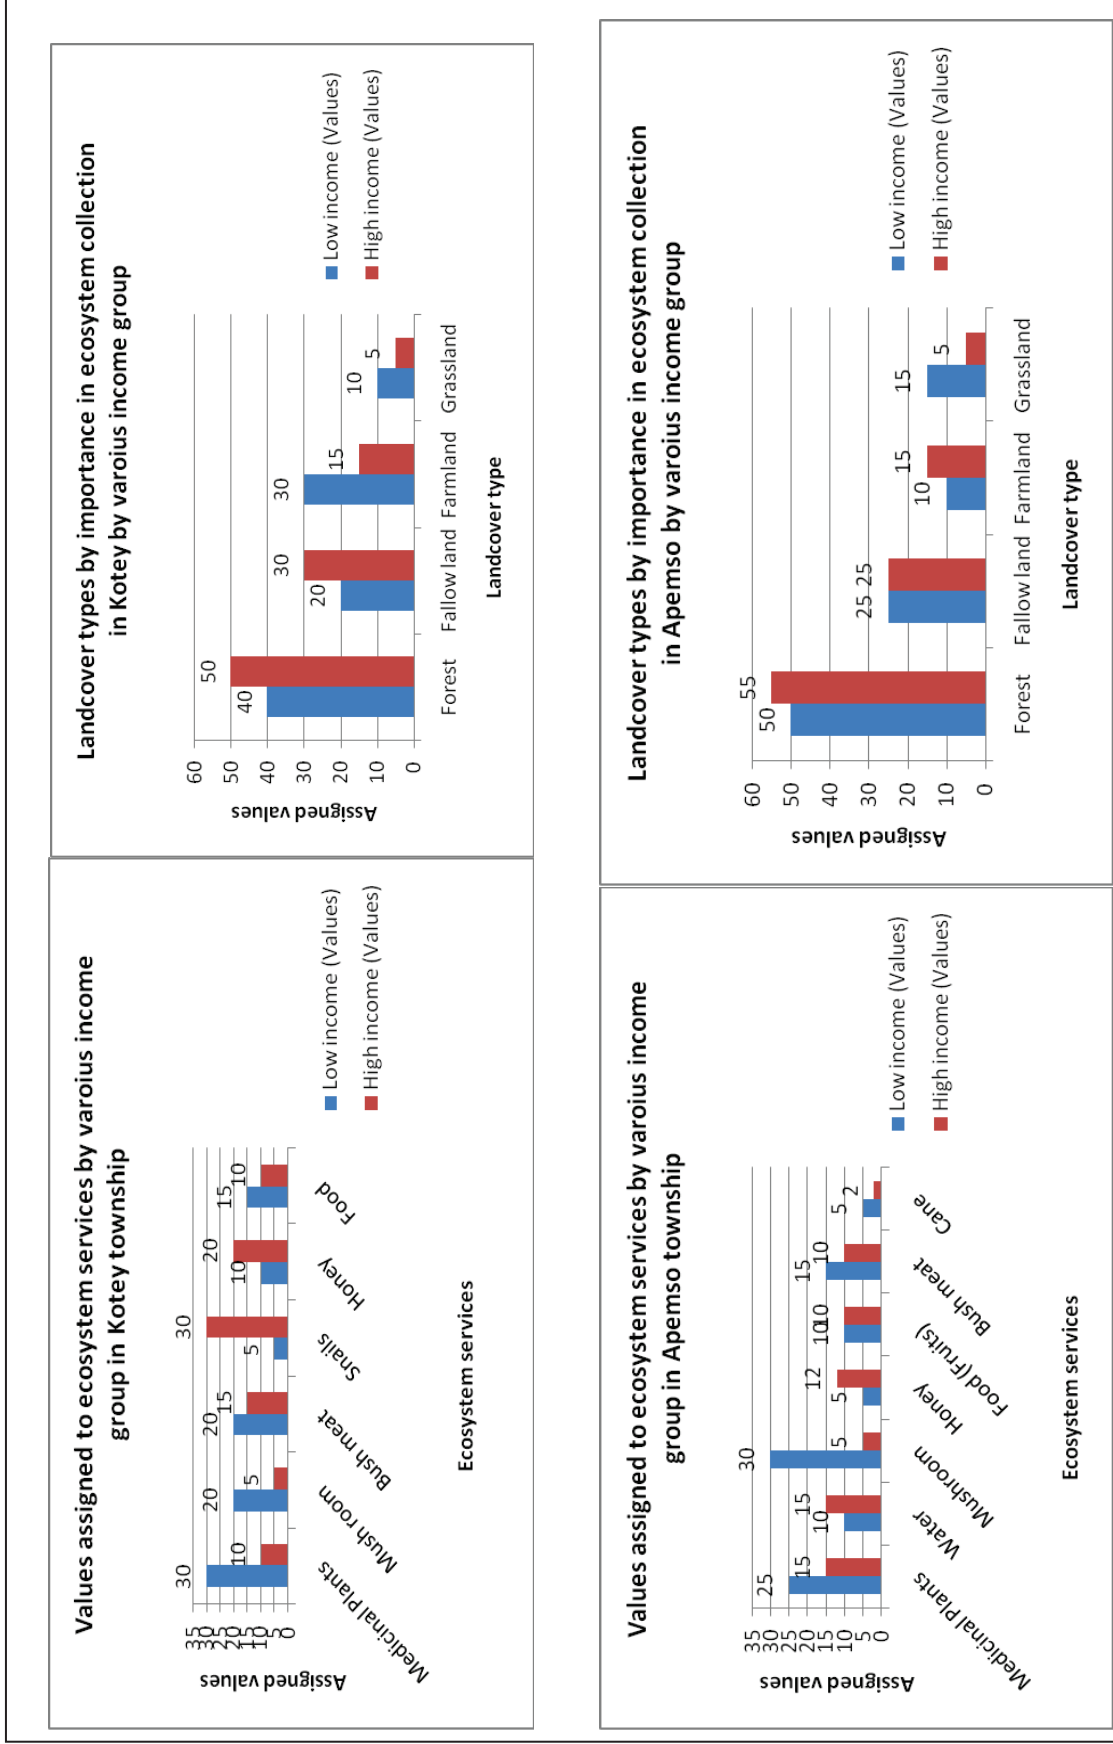 Values assigned to ecosystem services by varoius income
group in Kotey township
35
30
25
20
15
10
5
0
Assigned values
30
10
20
5
20
15
5
30
10
20
15
10
Medicinal Plants
Mush room
Bush meat
Snails
Honey
Food
Ecosystem services
Low income (Values)
High income (Values)
Landcover types by importance in ecosystem collection
in Kotey by varoius income group
60
50
40
30
20
10
0
Assigned values
40
50
20
30
30
15
10
5
Forest
Fallow land
Farmland
Grassland
Landcover type
Low income (Values)
High income (Values)
Values assigned to ecosystem services by varoius income
group in Apemso township
35
30
25
20
15
10
5
0
Assigned values
25
15
10
15
30
5
5
12
10
10
15
10
5
2
Medicinal Plants
Water
Mushroom
Honey
Food(Fruits)
Bush meat
Cane
Ecosystem services
Low income (Values)
High income (Values)
Landcover types by importance in ecosystem collection
in Apemso by varoius income group
60
50
40
30
20
10
0
Assigned values
50
55
25
25
10
15
15
5
Forest
Fallow land
Farmland
Grassland
Landcover type
Low income (Values)
High income (Values)